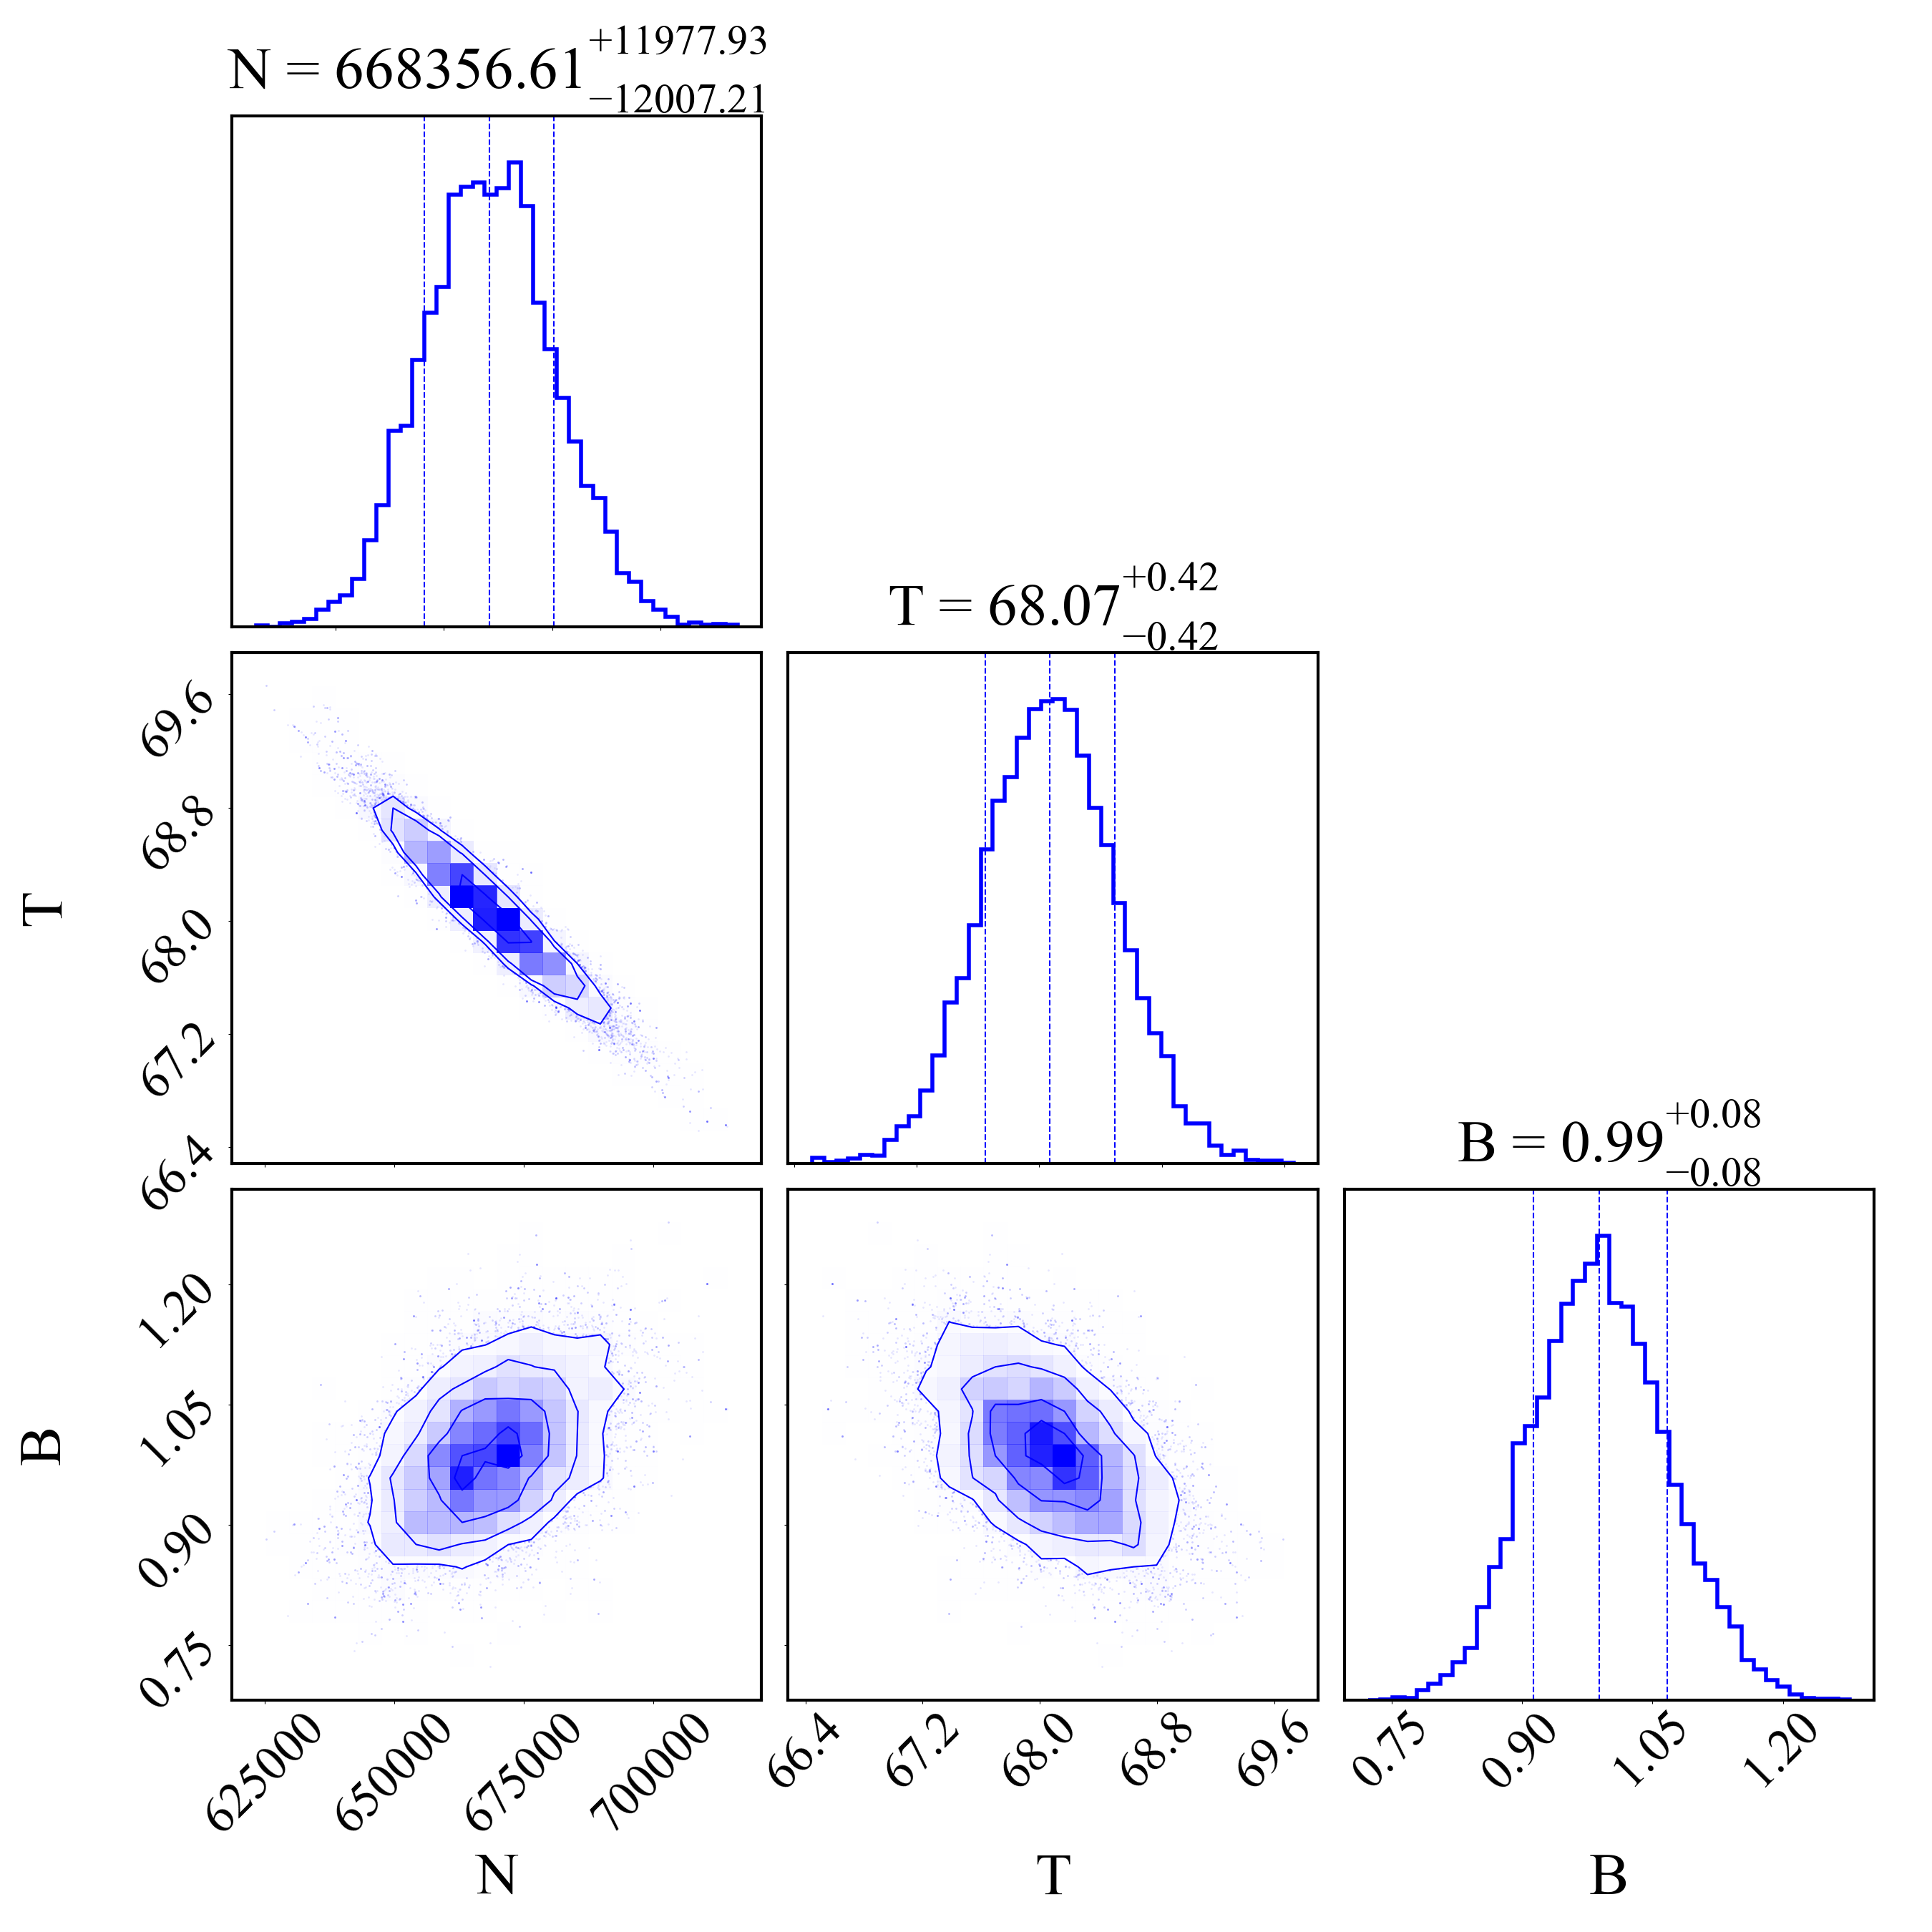 N = 668356.61 +11977.93 −12007.21
T = 68.07 +0.42 −0.42
69.6
68.8
68.0
67.2
66.4
T
B = 0.99 +0.08 −0.08
1.20
1.05
0.90
0.75
B
625000 650000 675000 700000
66.4 67.2 68.0 68.8 69.6
0.75 0.90 1.05 1.20
N T B